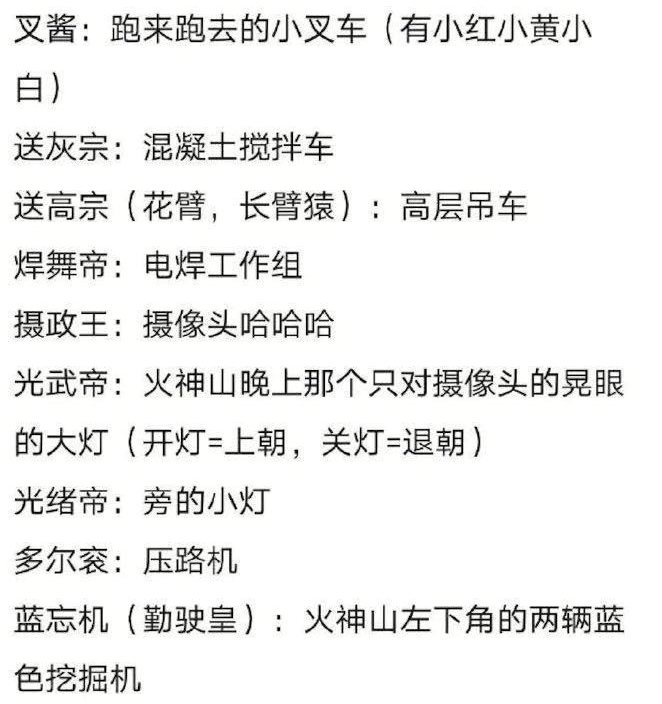 叉酱：跑来跑去的小叉车（有小红小黄小
白）
送灰宗：混凝土搅拌车
送高宗（花臂，长臂猿）：高层吊车
焊舞帝：电焊工作组
摄政王：摄像头哈哈哈
光武帝：火神山晚上那个只对摄像头的晃眼
的大灯（开灯=上朝，关灯=退朝）
光绪帝：旁的小灯
多尔衮：压路机
蓝忘机（勤驶皇）：火神山左下角的两辆蓝
色挖掘机